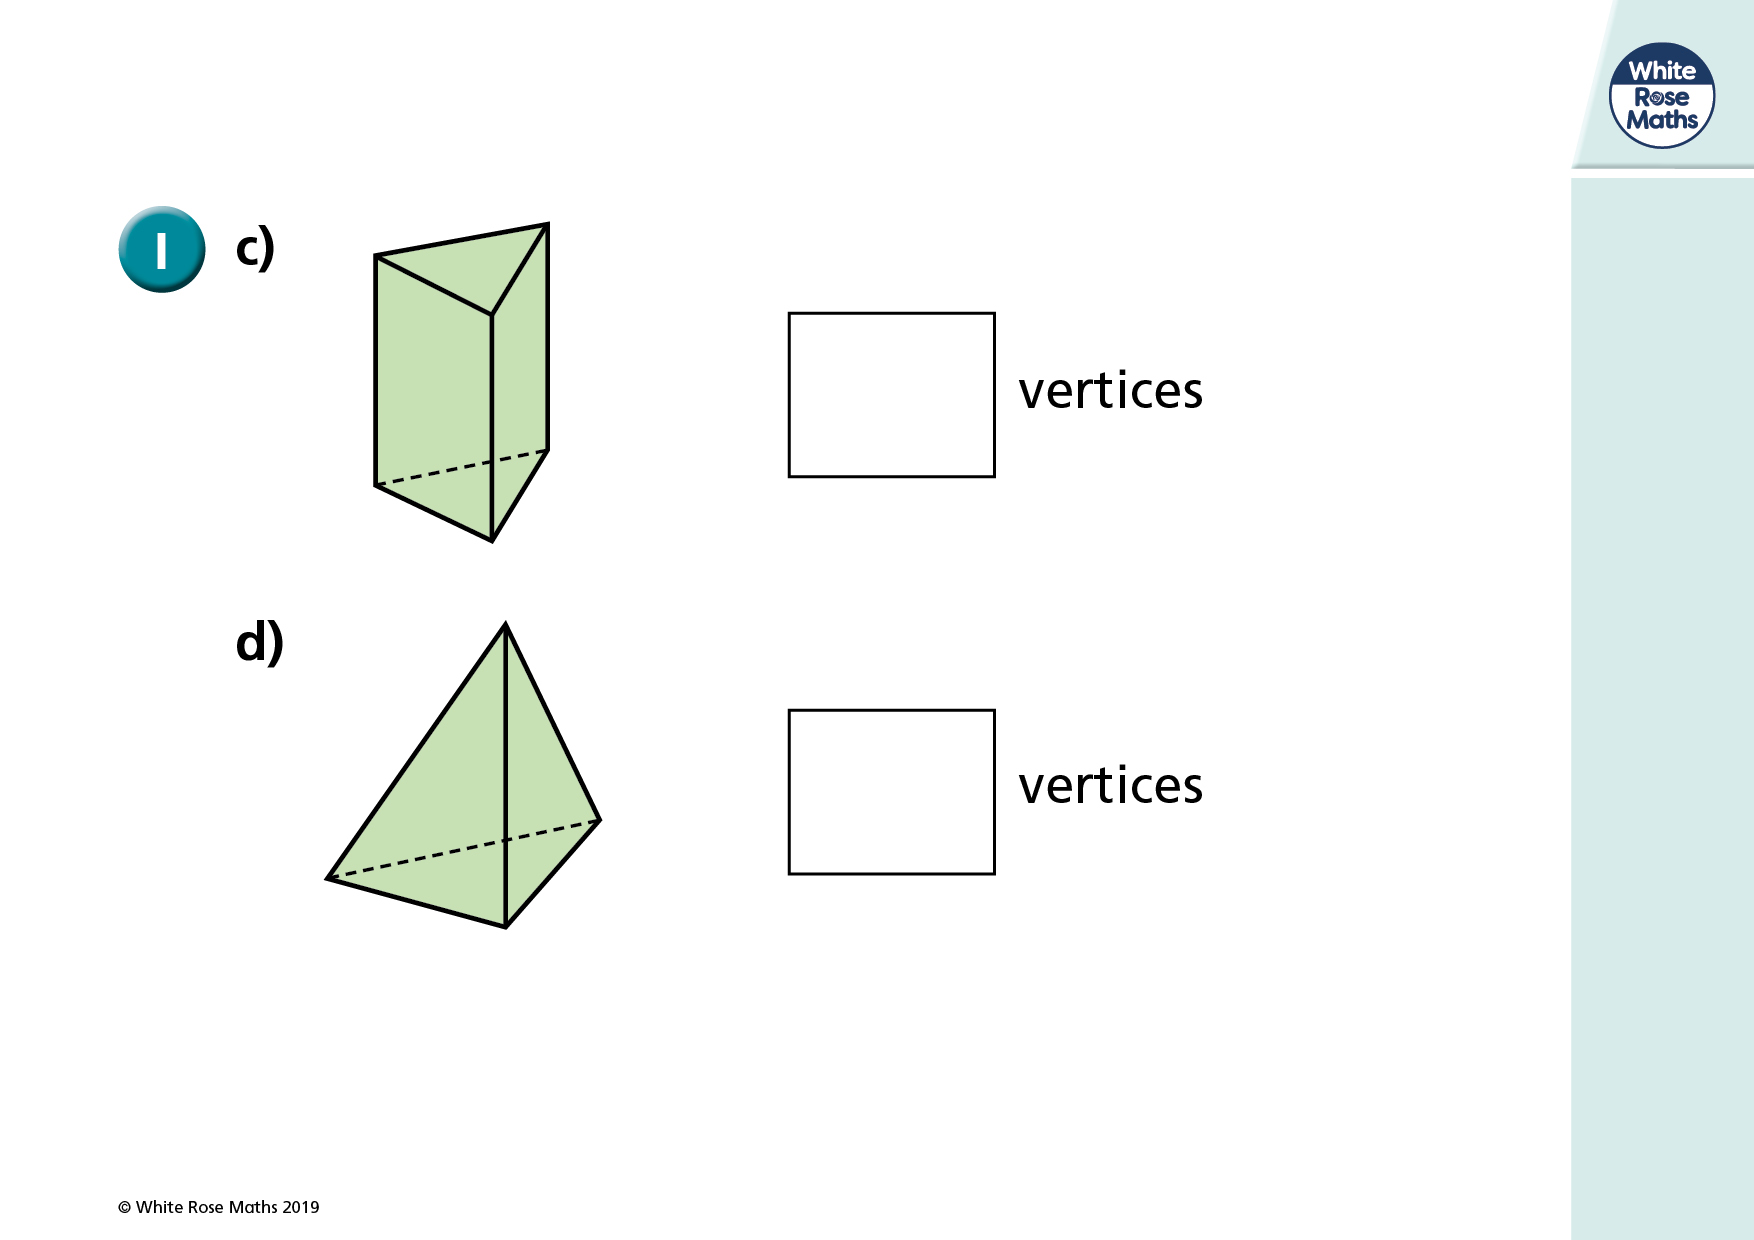 White
Rose
Maths
1 c)
vertices
d)
vertices
© White Rose Maths 2019